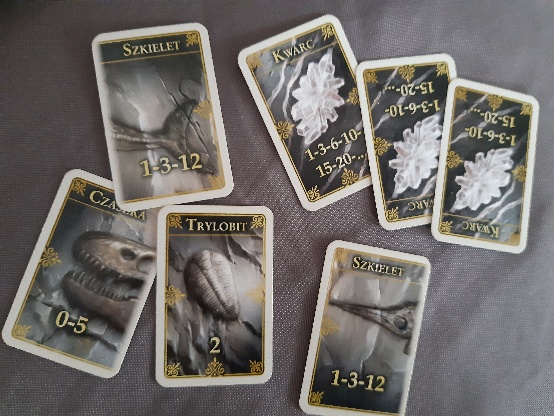 SZKIELET
1-3-12
KWARC
1-3-6-10-
15-20-...
1-3-6-10-
15-20-...
KWARC
1-3-6-10-
15-20-...
KWARC
CZASZKA
0-5
TRYLOBIT
2
SZKIELET
1-3-12